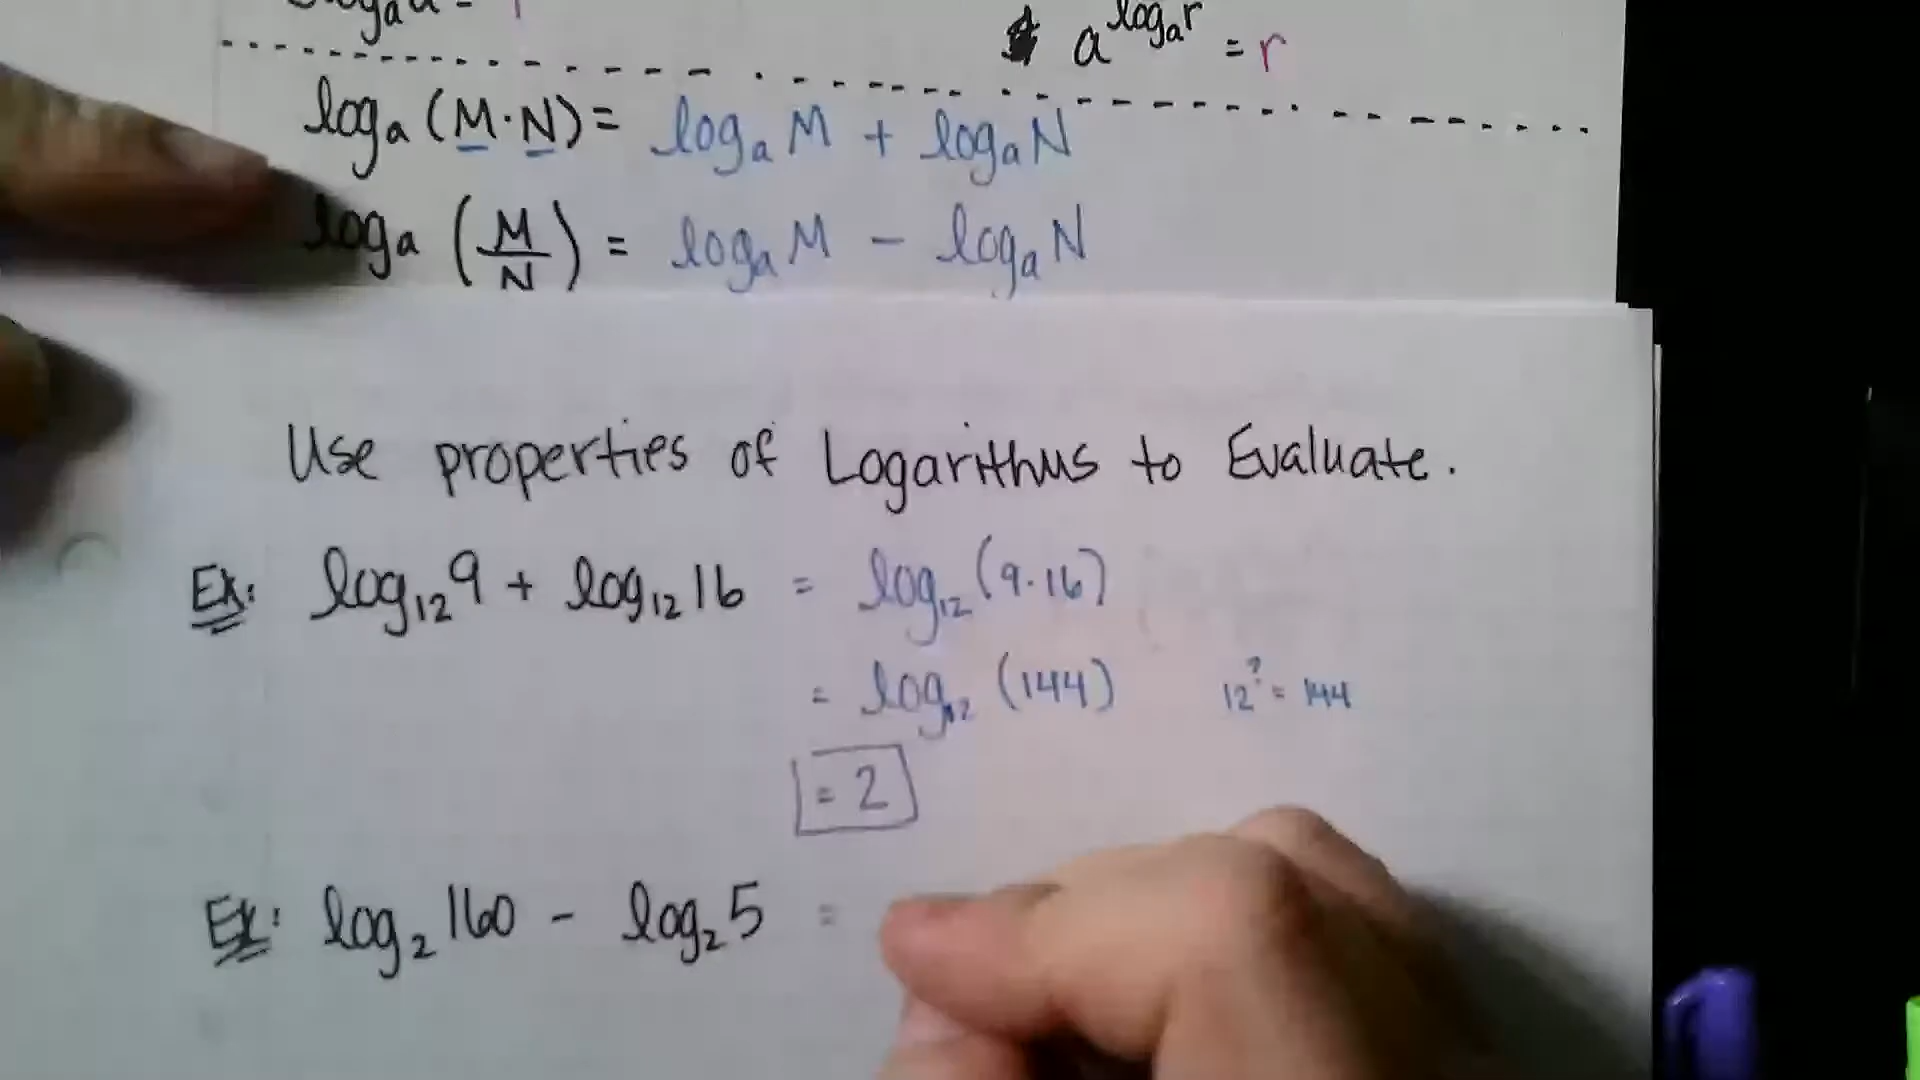 = 1
a^{log_a r} = r
log_a (M·N) = log_a M + log_a N
log_a (M/N) = log_a M − log_a N
Use properties of Logarithms to Evaluate.
Ex: log_12 9 + log_12 16 = log_12 (9·16)
= log_12 (144) 12^? = 144
= 2
Ex: log_2 160 − log_2 5 =